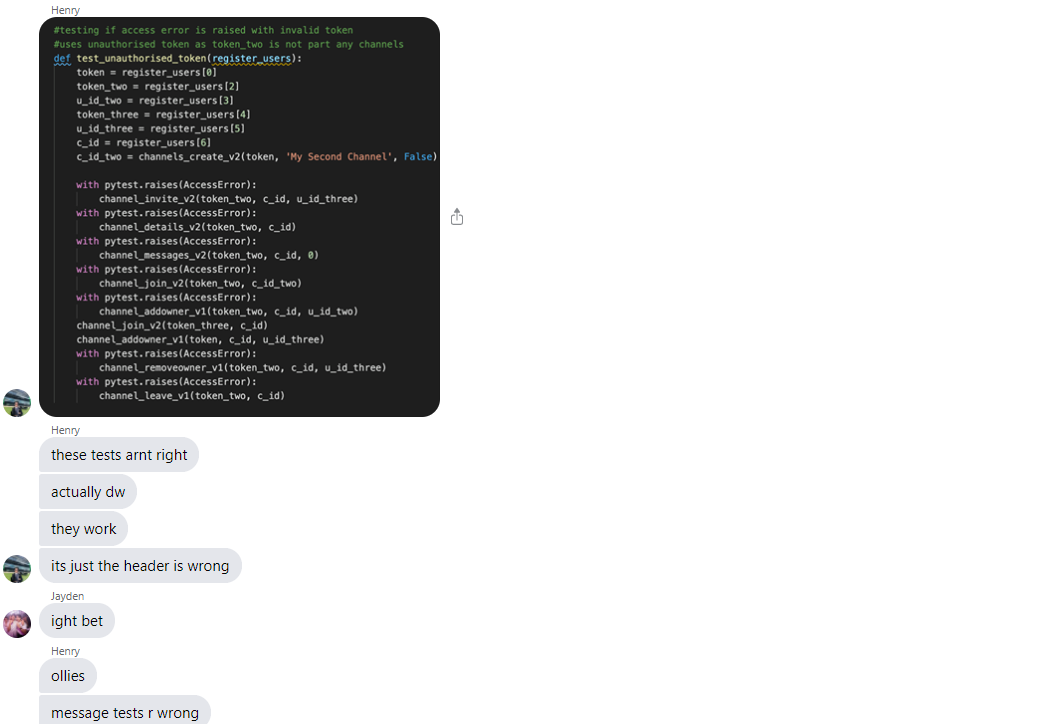 Henry
#testing if access error is raised with invalid token
#uses unauthorised token as token_two is not part any channels
def test_unauthorised_token(register_users):
token = register_users[0]
token_two = register_users[2]
u_id_two = register_users[3]
token_three = register_users[4]
u_id_three = register_users[5]
c_id = register_users[6]
c_id_two = channels_create_v2(token, 'My Second Channel', False)
with pytest.raises(AccessError):
channel_invite_v2(token_two, c_id, u_id_three)
with pytest.raises(AccessError):
channel_details_v2(token_two, c_id)
with pytest.raises(AccessError):
channel_messages_v2(token_two, c_id, 0)
with pytest.raises(AccessError):
channel_join_v2(token_two, c_id_two)
with pytest.raises(AccessError):
channel_addowner_v1(token_two, c_id, u_id_two)
channel_join_v2(token_three, c_id)
channel_addowner_v1(token, c_id, u_id_three)
with pytest.raises(AccessError):
channel_removeowner_v1(token_two, c_id, u_id_three)
with pytest.raises(AccessError):
channel_leave_v1(token_two, c_id)
Henry
these tests arnt right
actually dw
they work
its just the header is wrong
Jayden
ight bet
Henry
ollies
message tests r wrong